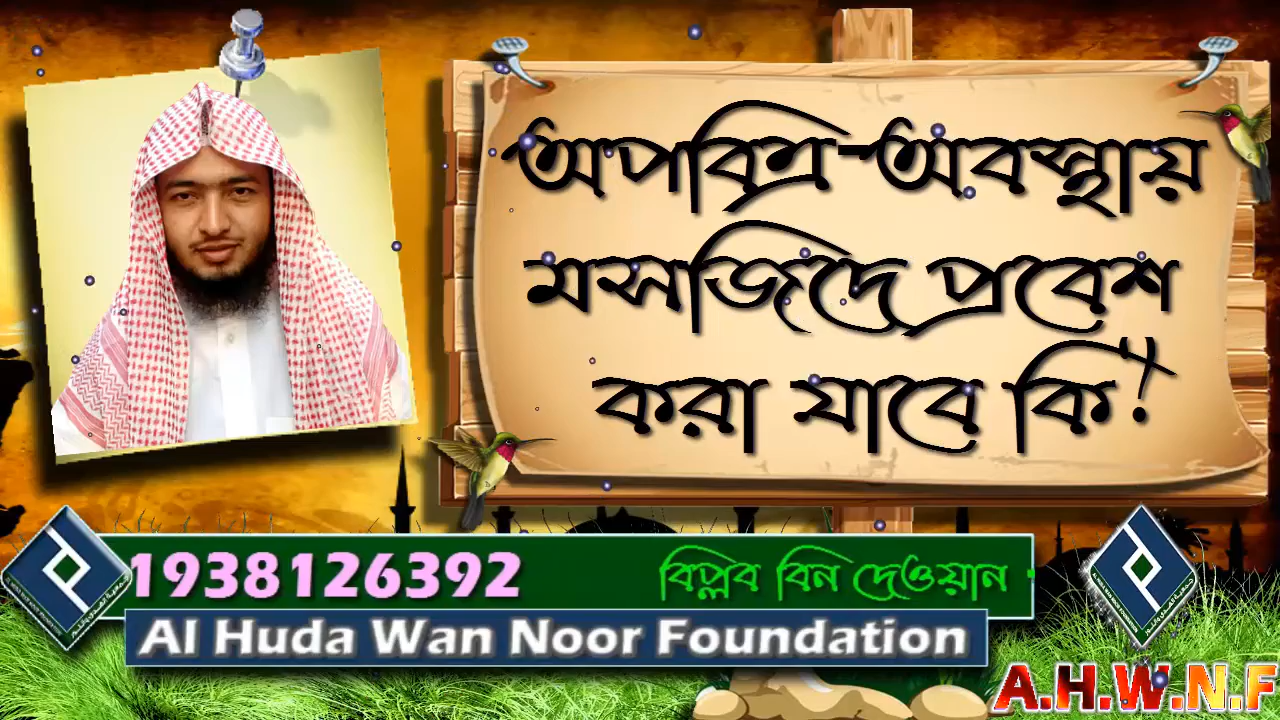 অপবিত্র অবস্থায়
মসজিদে প্রবেশ
করা যাবে কি?
1938126392
বিপ্লব বিন দেওয়ান
Al Huda Wan Noor Foundation
A.H.W.N.F